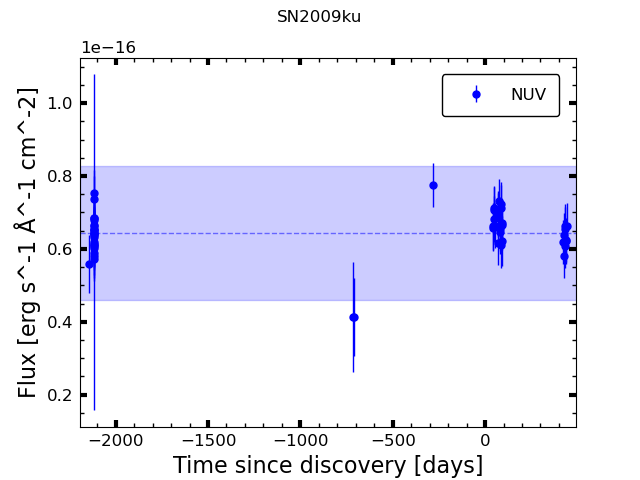 SN2009ku
1e−16
NUV
1.0
0.8
0.6
0.4
0.2
Flux [erg s^-1 Å^-1 cm^-2]
−2000
−1500
−1000
−500
0
Time since discovery [days]